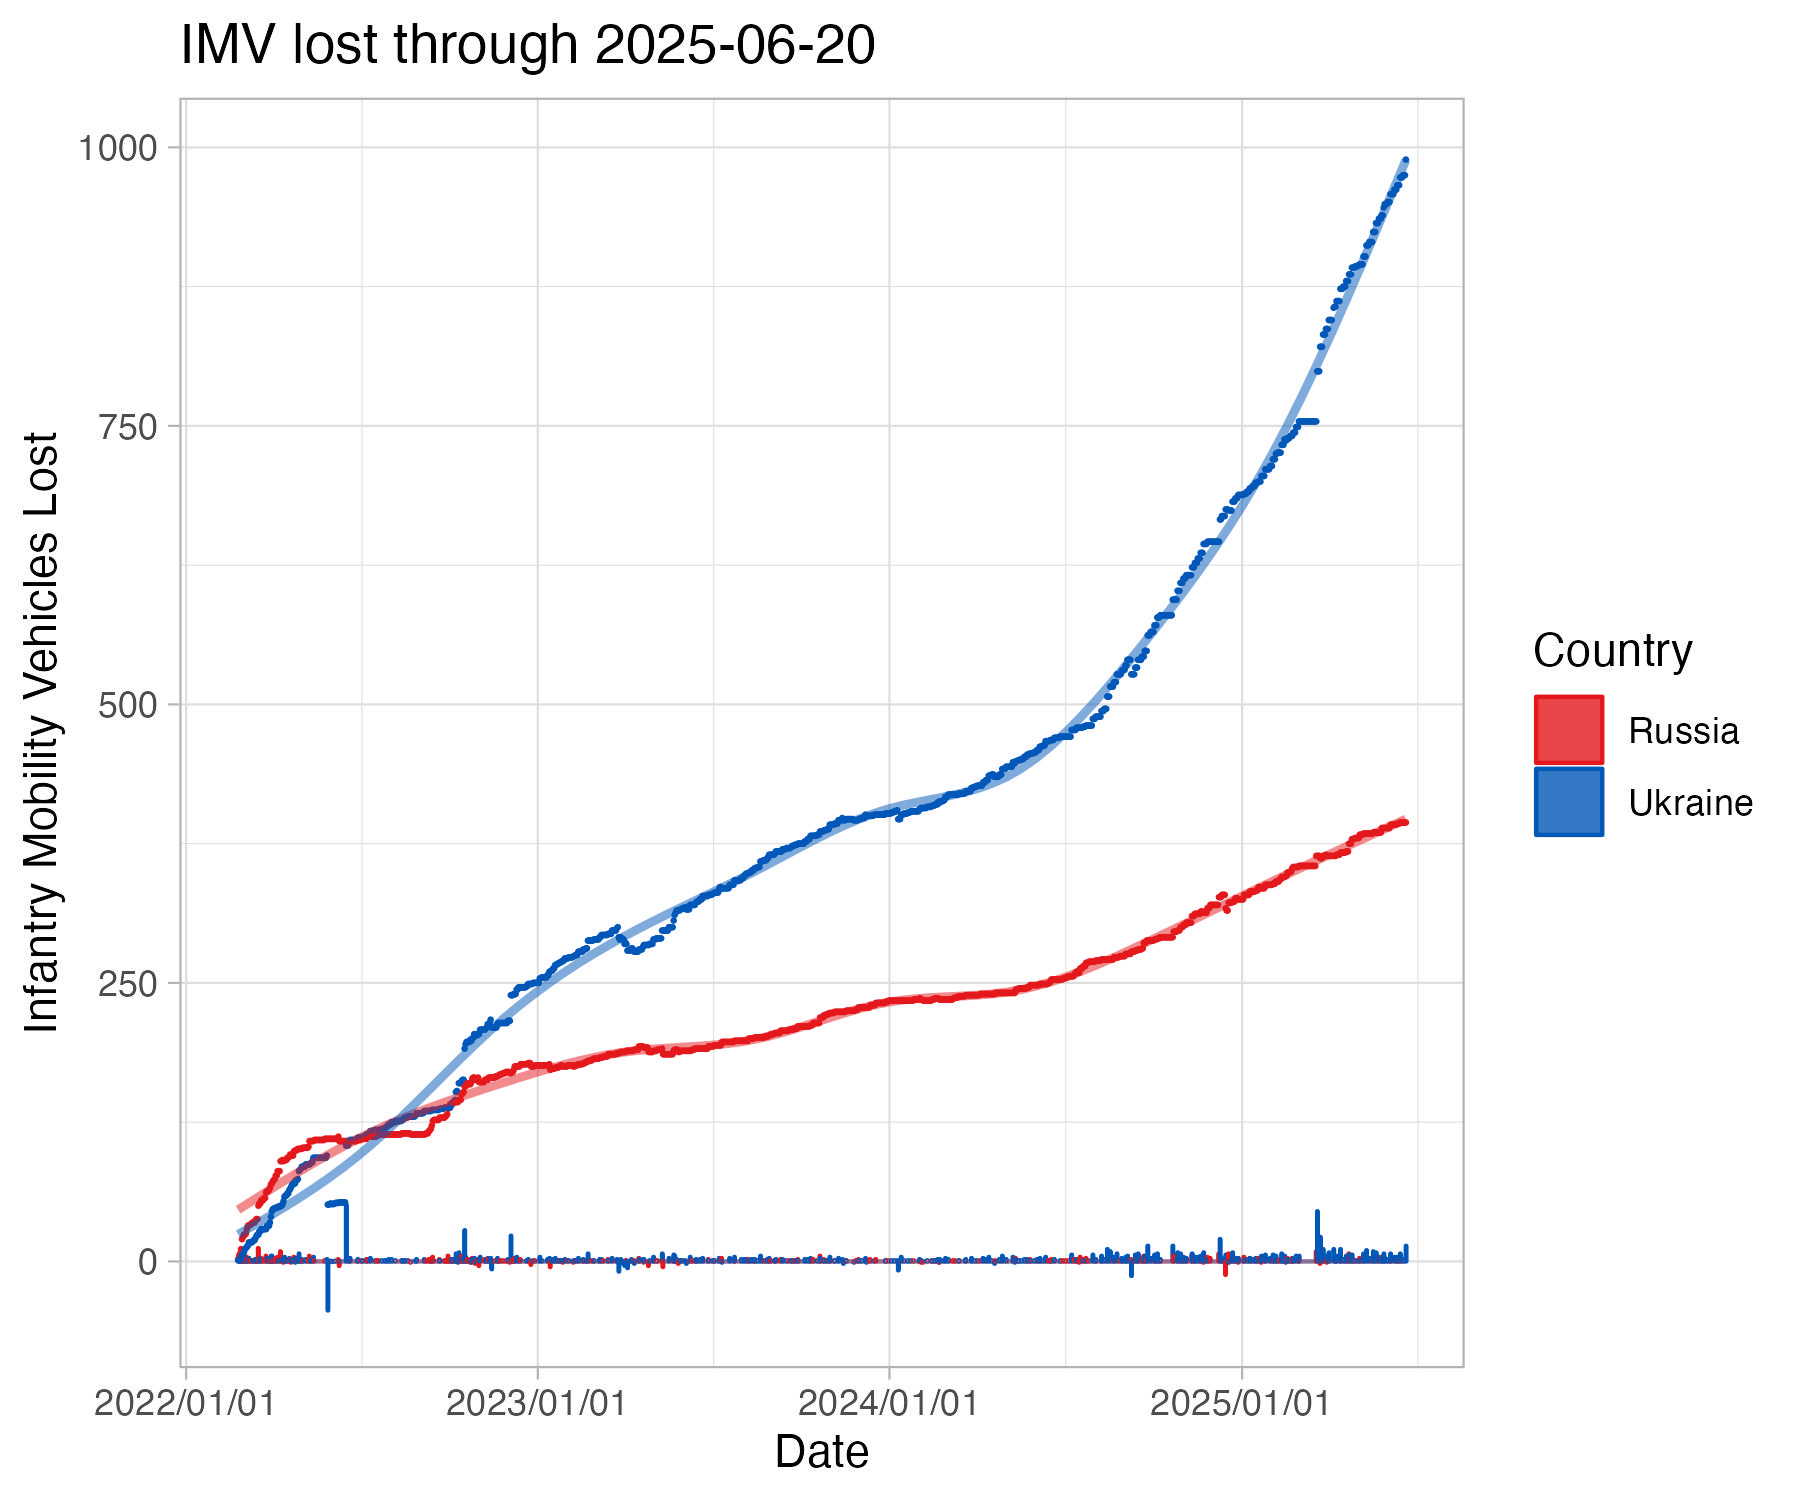 IMV lost through 2025-06-20
Infantry Mobility Vehicles Lost
1000
750
500
250
0
2022/01/01
2023/01/01
2024/01/01
2025/01/01
Date
Country
Russia
Ukraine